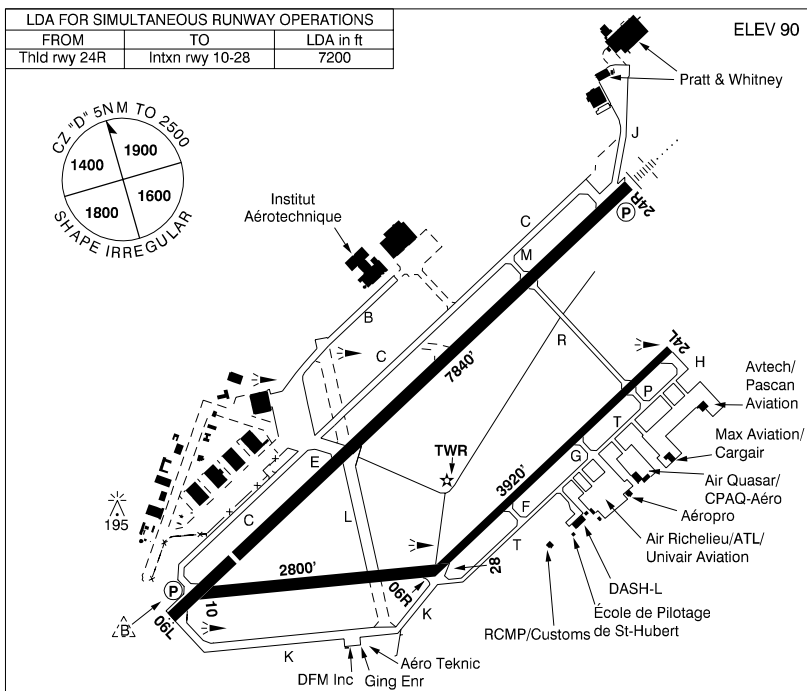 LDA FOR SIMULTANEOUS RUNWAY OPERATIONS
FROM TO LDA in ft
Thld rwy 24R Intxn rwy 10-28 7200
ELEV 90
CZ "D" 5NM TO 2500
1400 1900
1800 1600
SHAPE IRREGULAR
Pratt & Whitney
J
24R
P
Institut
Aérotechnique
C
M
B
C
R
7840'
24L
H
P
T
G
F
T
3920'
TWR
Avtech/
Pascan
Aviation
Max Aviation/
Cargair
Air Quasar/
CPAQ-Aéro
Aéropro
Air Richelieu/ATL/
Univair Aviation
DASH-L
École de Pilotage
de St-Hubert
RCMP/Customs
E
L
C
195
2800'
28
06R
10
P
06L
B
K
K
Aéro Teknic
DFM Inc Ging Enr